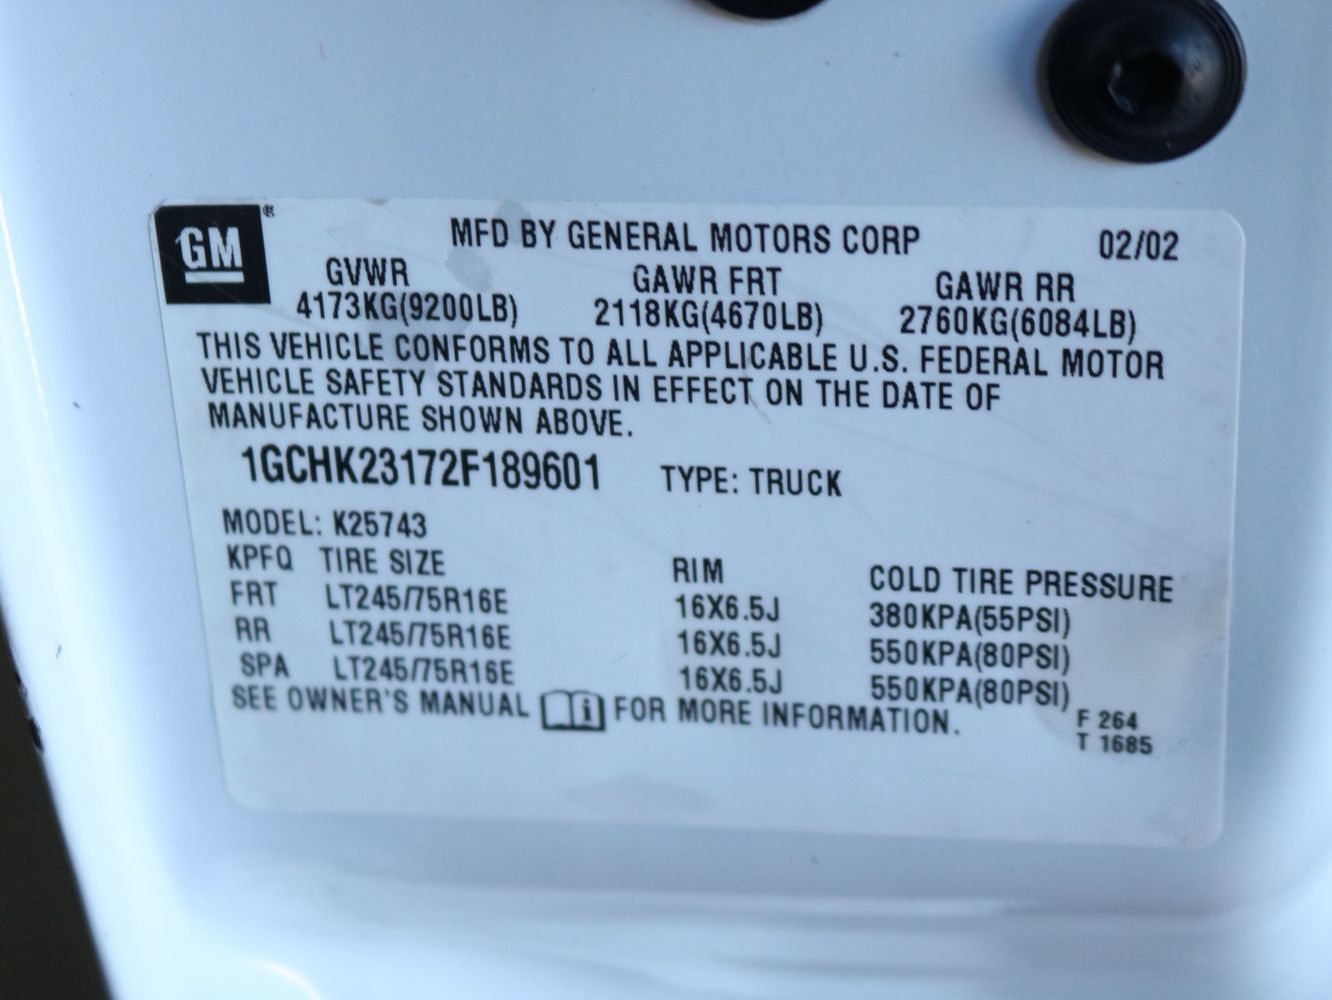 GM®
MFD BY GENERAL MOTORS CORP 02/02
GVWR GAWR FRT GAWR RR
4173KG(9200LB) 2118KG(4670LB) 2760KG(6084LB)
THIS VEHICLE CONFORMS TO ALL APPLICABLE U.S. FEDERAL MOTOR
VEHICLE SAFETY STANDARDS IN EFFECT ON THE DATE OF
MANUFACTURE SHOWN ABOVE.
1GCHK23172F189601 TYPE: TRUCK
MODEL: K25743
KPFQ TIRE SIZE RIM COLD TIRE PRESSURE
FRT LT245/75R16E 16X6.5J 380KPA(55PSI)
RR LT245/75R16E 16X6.5J 550KPA(80PSI)
SPA LT245/75R16E 16X6.5J 550KPA(80PSI)
SEE OWNER'S MANUAL i FOR MORE INFORMATION.
F 264
T 1685